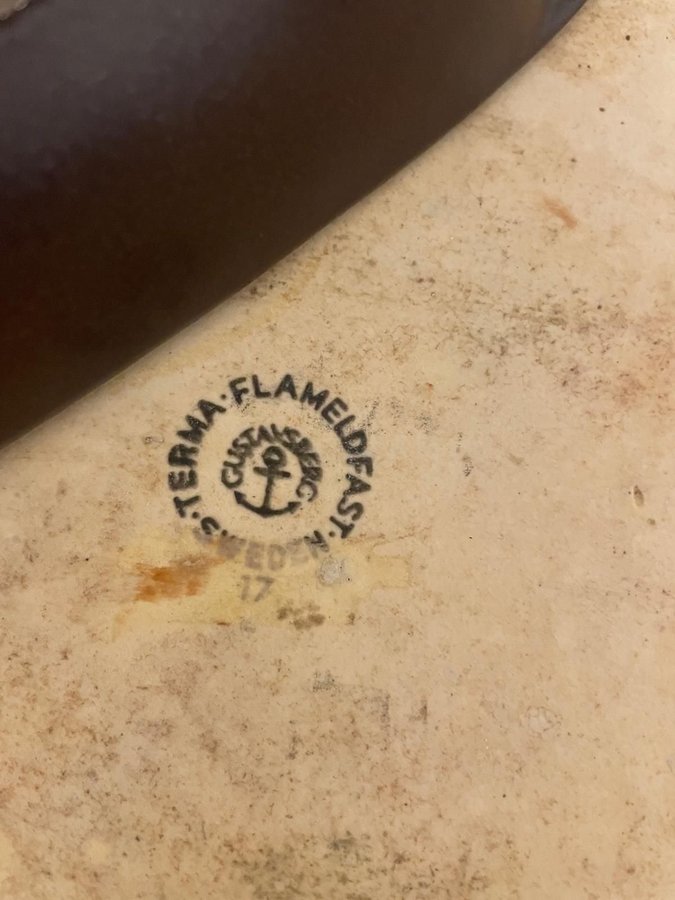 TERMA·FLAMELDFAST·
SWEDEN
GUSTAVSBERG
17